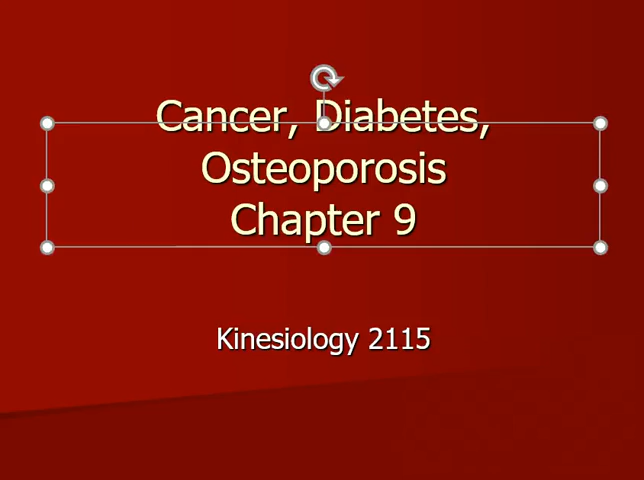 Cancer, Diabetes,
Osteoporosis
Chapter 9
Kinesiology 2115